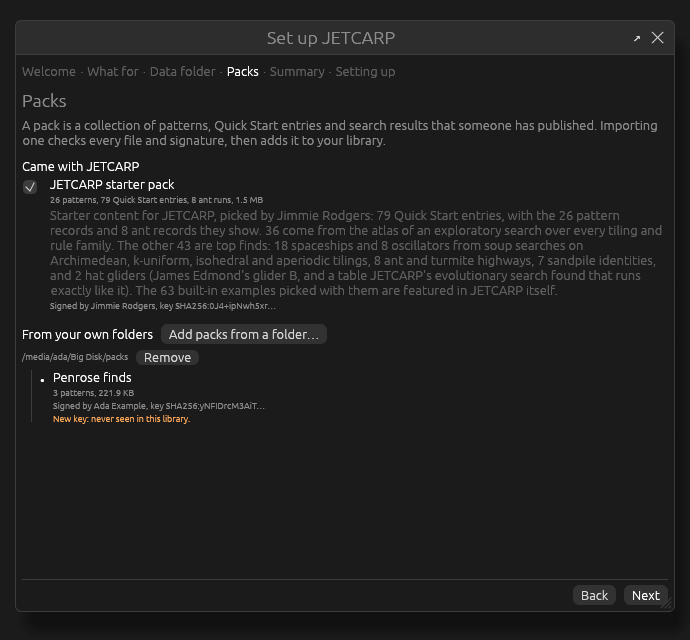 Set up JETCARP
Welcome · What for · Data folder · Packs · Summary · Setting up
Packs
A pack is a collection of patterns, Quick Start entries and search results that someone has published. Importing
one checks every file and signature, then adds it to your library.
Came with JETCARP
JETCARP starter pack
26 patterns, 79 Quick Start entries, 8 ant runs, 1.5 MB
Starter content for JETCARP, picked by Jimmie Rodgers: 79 Quick Start entries, with the 26 pattern
records and 8 ant records they show. 36 come from the atlas of an exploratory search over every tiling and
rule family. The other 43 are top finds: 18 spaceships and 8 oscillators from soup searches on
Archimedean, k-uniform, isohedral and aperiodic tilings, 8 ant and turmite highways, 7 sandpile identities,
and 2 hat gliders (James Edmond's glider B, and a table JETCARP's evolutionary search found that runs
exactly like it). The 63 built-in examples picked with them are featured in JETCARP itself.
Signed by Jimmie Rodgers, key SHA256:0J4+ipNwh5xr…
From your own folders Add packs from a folder…
/media/ada/Big Disk/packs Remove
Penrose finds
3 patterns, 221.9 KB
Signed by Ada Example, key SHA256:yNFIDrcM3AiT…
New key: never seen in this library.
Back Next